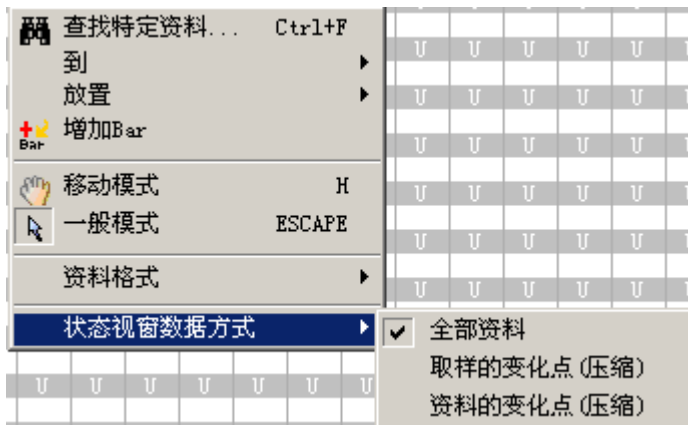 查找特定资料... Ctrl+F
到
放置
增加Bar
Bar
移动模式 H
一般模式 ESCAPE
资料格式
状态视窗数据方式
全部资料
取样的变化点(压缩)
资料的变化点(压缩)
U U U U U
U U U U U
U U U U U
U U U U U
U U U U U
U U U U U
U U U U U U U